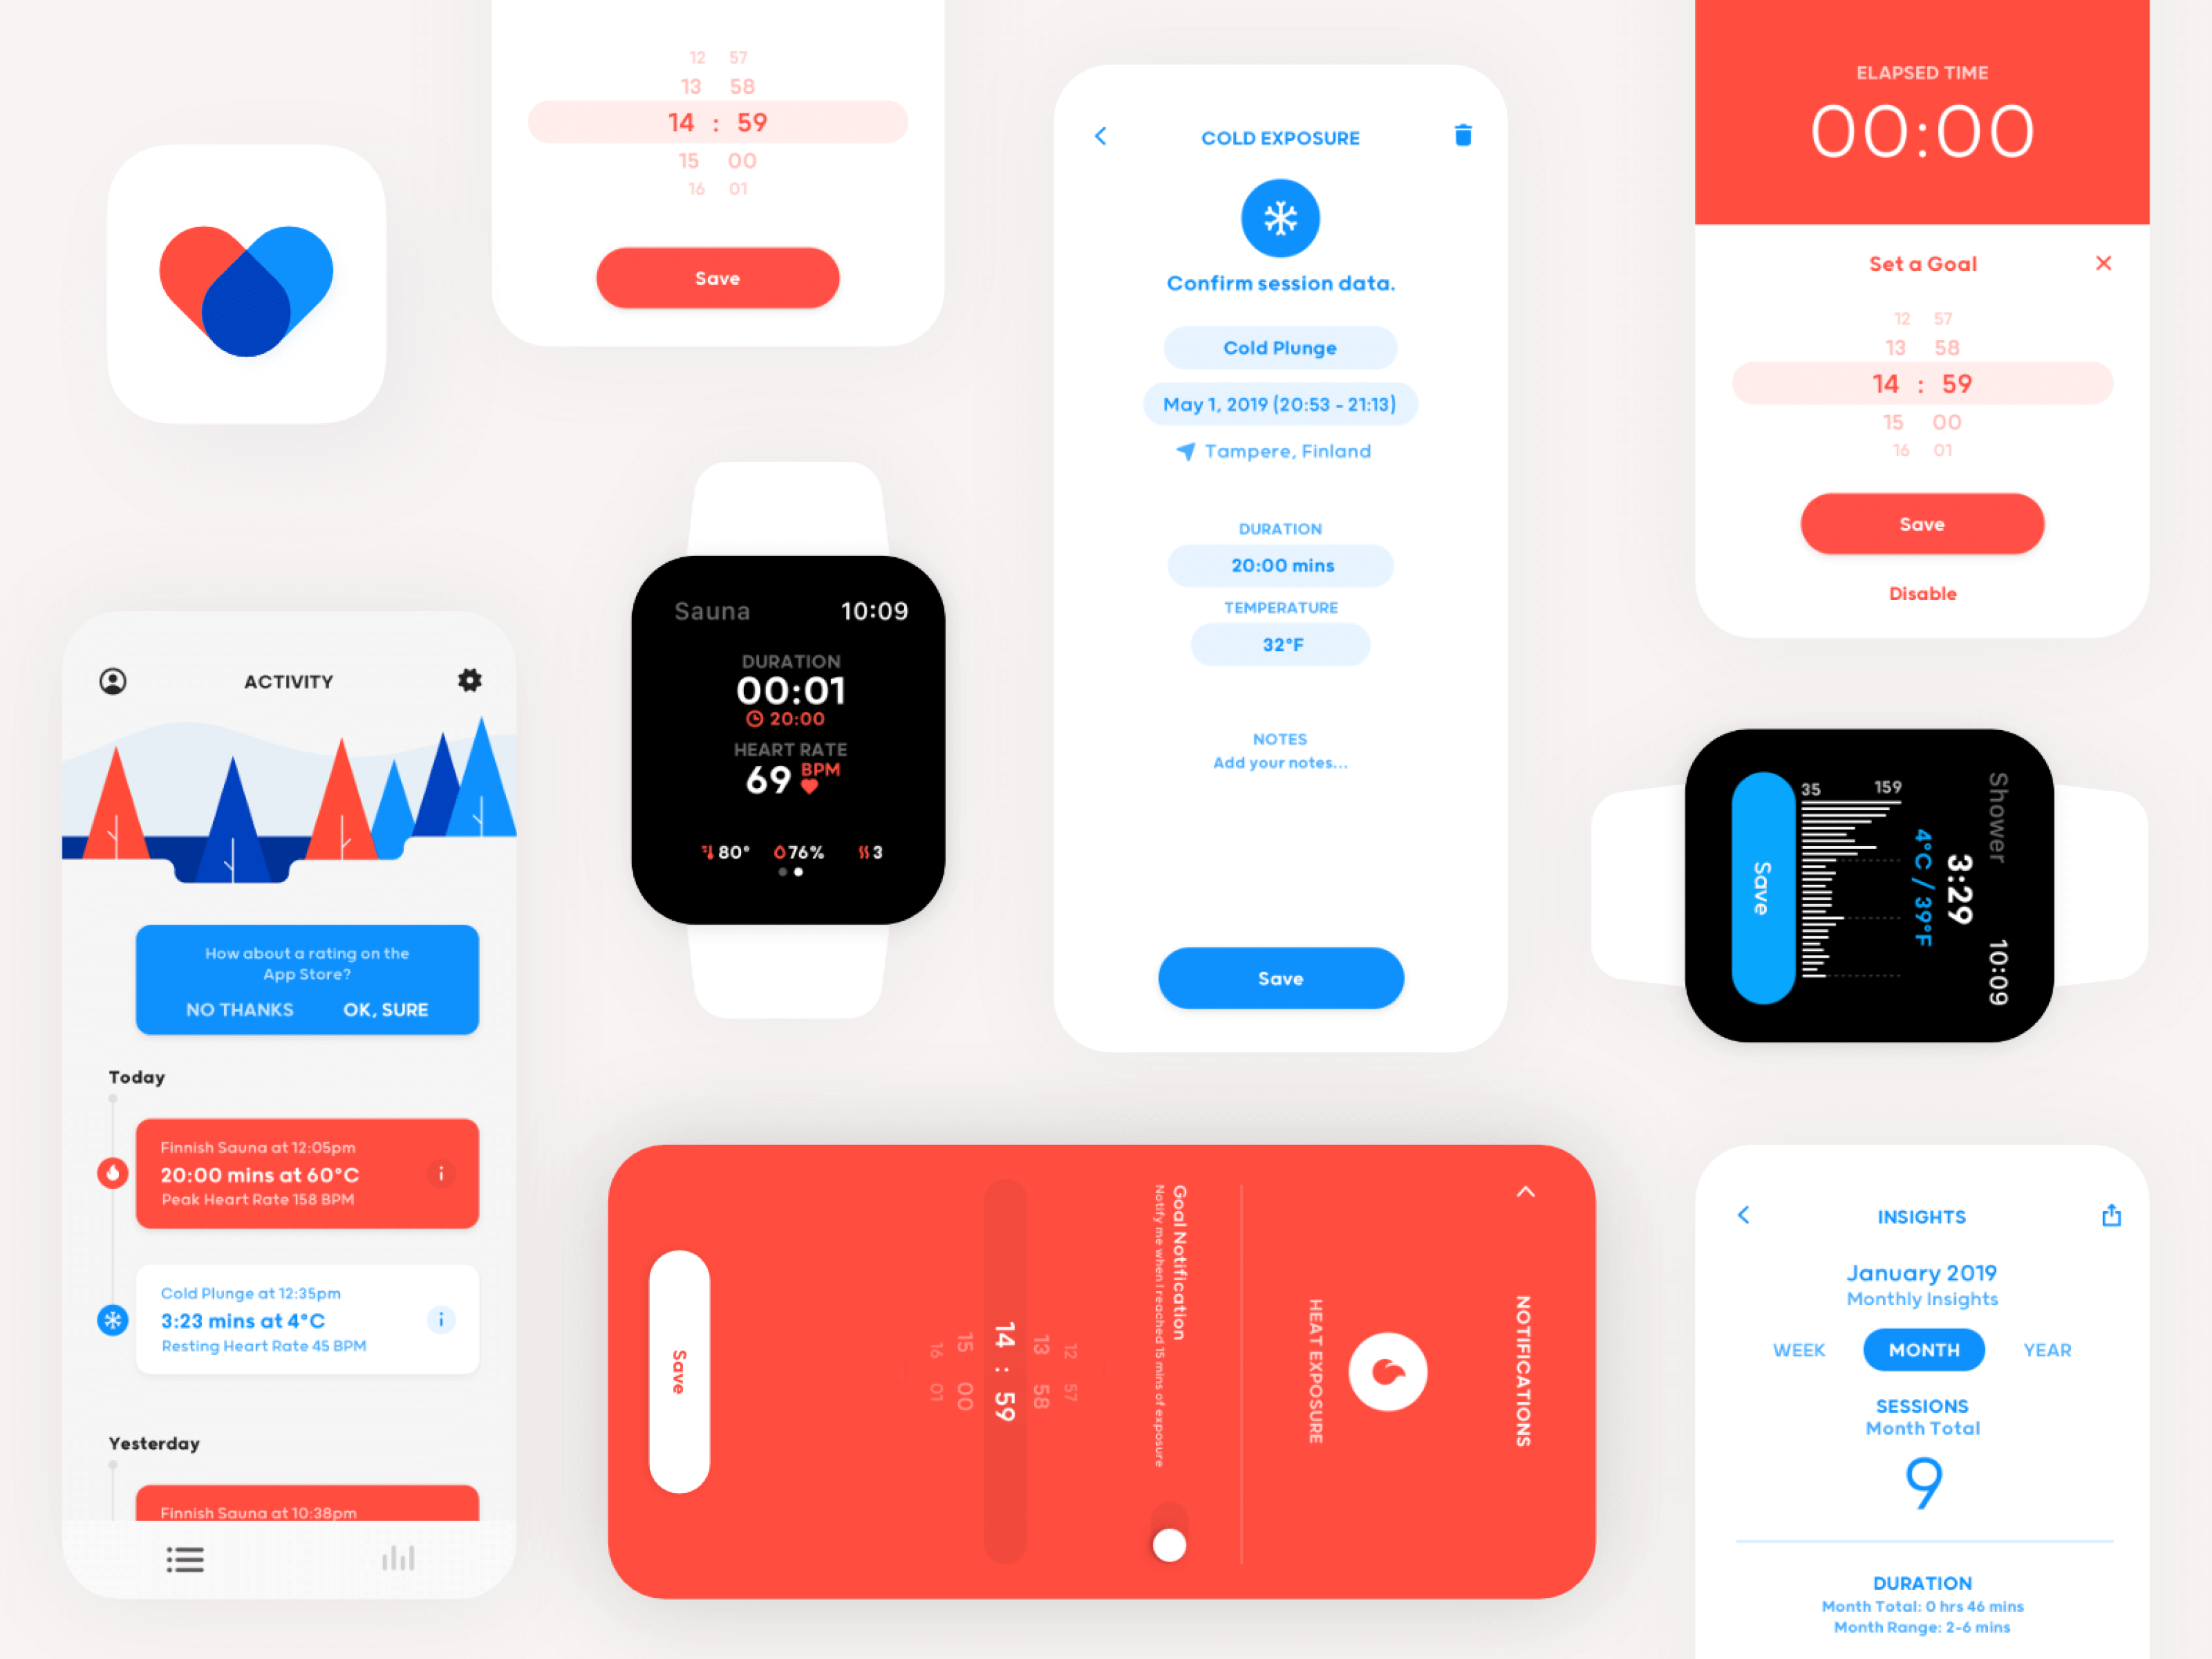 12 57
13 58
14 : 59
15 00
16 01
Save
COLD EXPOSURE
Confirm session data.
Cold Plunge
May 1, 2019 (20:53 - 21:13)
Tampere, Finland
DURATION
20:00 mins
TEMPERATURE
32°F
NOTES
Add your notes...
Save
ELAPSED TIME
00:00
Set a Goal
12 57
13 58
14 : 59
15 00
16 01
Save
Disable
Sauna 10:09
DURATION
00:01
20:00
HEART RATE
69 BPM
80° 76% 3
ACTIVITY
How about a rating on the
App Store?
NO THANKS OK, SURE
Today
Finnish Sauna at 12:05pm
20:00 mins at 60°C
i
Peak Heart Rate 158 BPM
Cold Plunge at 12:35pm
3:23 mins at 4°C
i
Resting Heart Rate 45 BPM
Yesterday
Finnish Sauna at 10:38pm
Shower 10:09
3:29
4°C / 39°F
35 159
Save
NOTIFICATIONS
HEAT EXPOSURE
Goal Notification
Notify me when I reached 15 mins of exposure
12 57
13 58
14 : 59
15 00
16 01
Save
INSIGHTS
January 2019
Monthly Insights
WEEK MONTH YEAR
SESSIONS
Month Total
9
DURATION
Month Total: 0 hrs 46 mins
Month Range: 2-6 mins